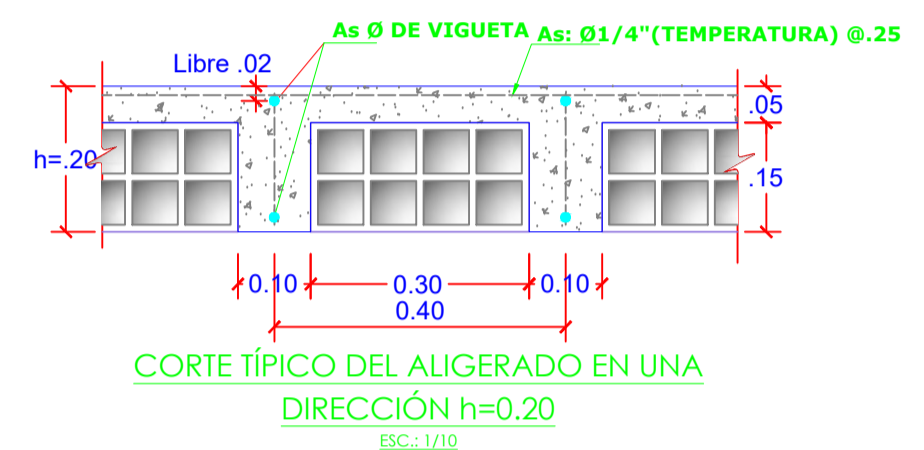 As Ø DE VIGUETA
As: Ø1/4"(TEMPERATURA) @.25
Libre .02
.05
h=.20
.15
0.10
0.30
0.10
0.40
CORTE TÍPICO DEL ALIGERADO EN UNA
DIRECCIÓN h=0.20
ESC.: 1/10